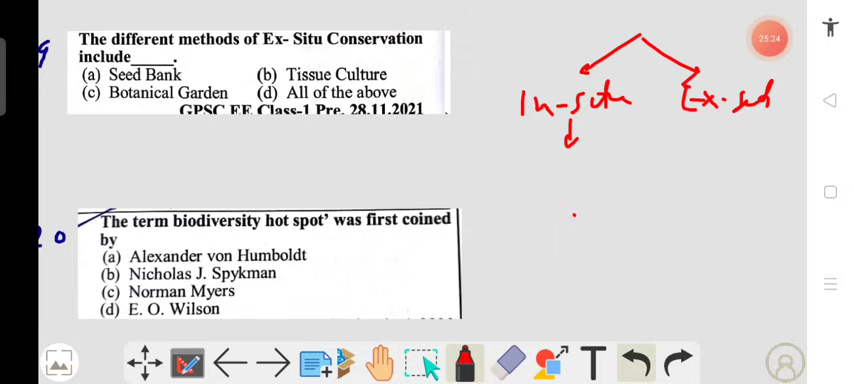 25:24
9
The different methods of Ex- Situ Conservation
include_____.
(a) Seed Bank
(b) Tissue Culture
(c) Botanical Garden
(d) All of the above
GPSC EE Class-1 Pre. 28.11.2021
In-situ
20
The term biodiversity hot spot' was first coined
by
(a) Alexander von Humboldt
(b) Nicholas J. Spykman
(c) Norman Myers
(d) E. O. Wilson
T